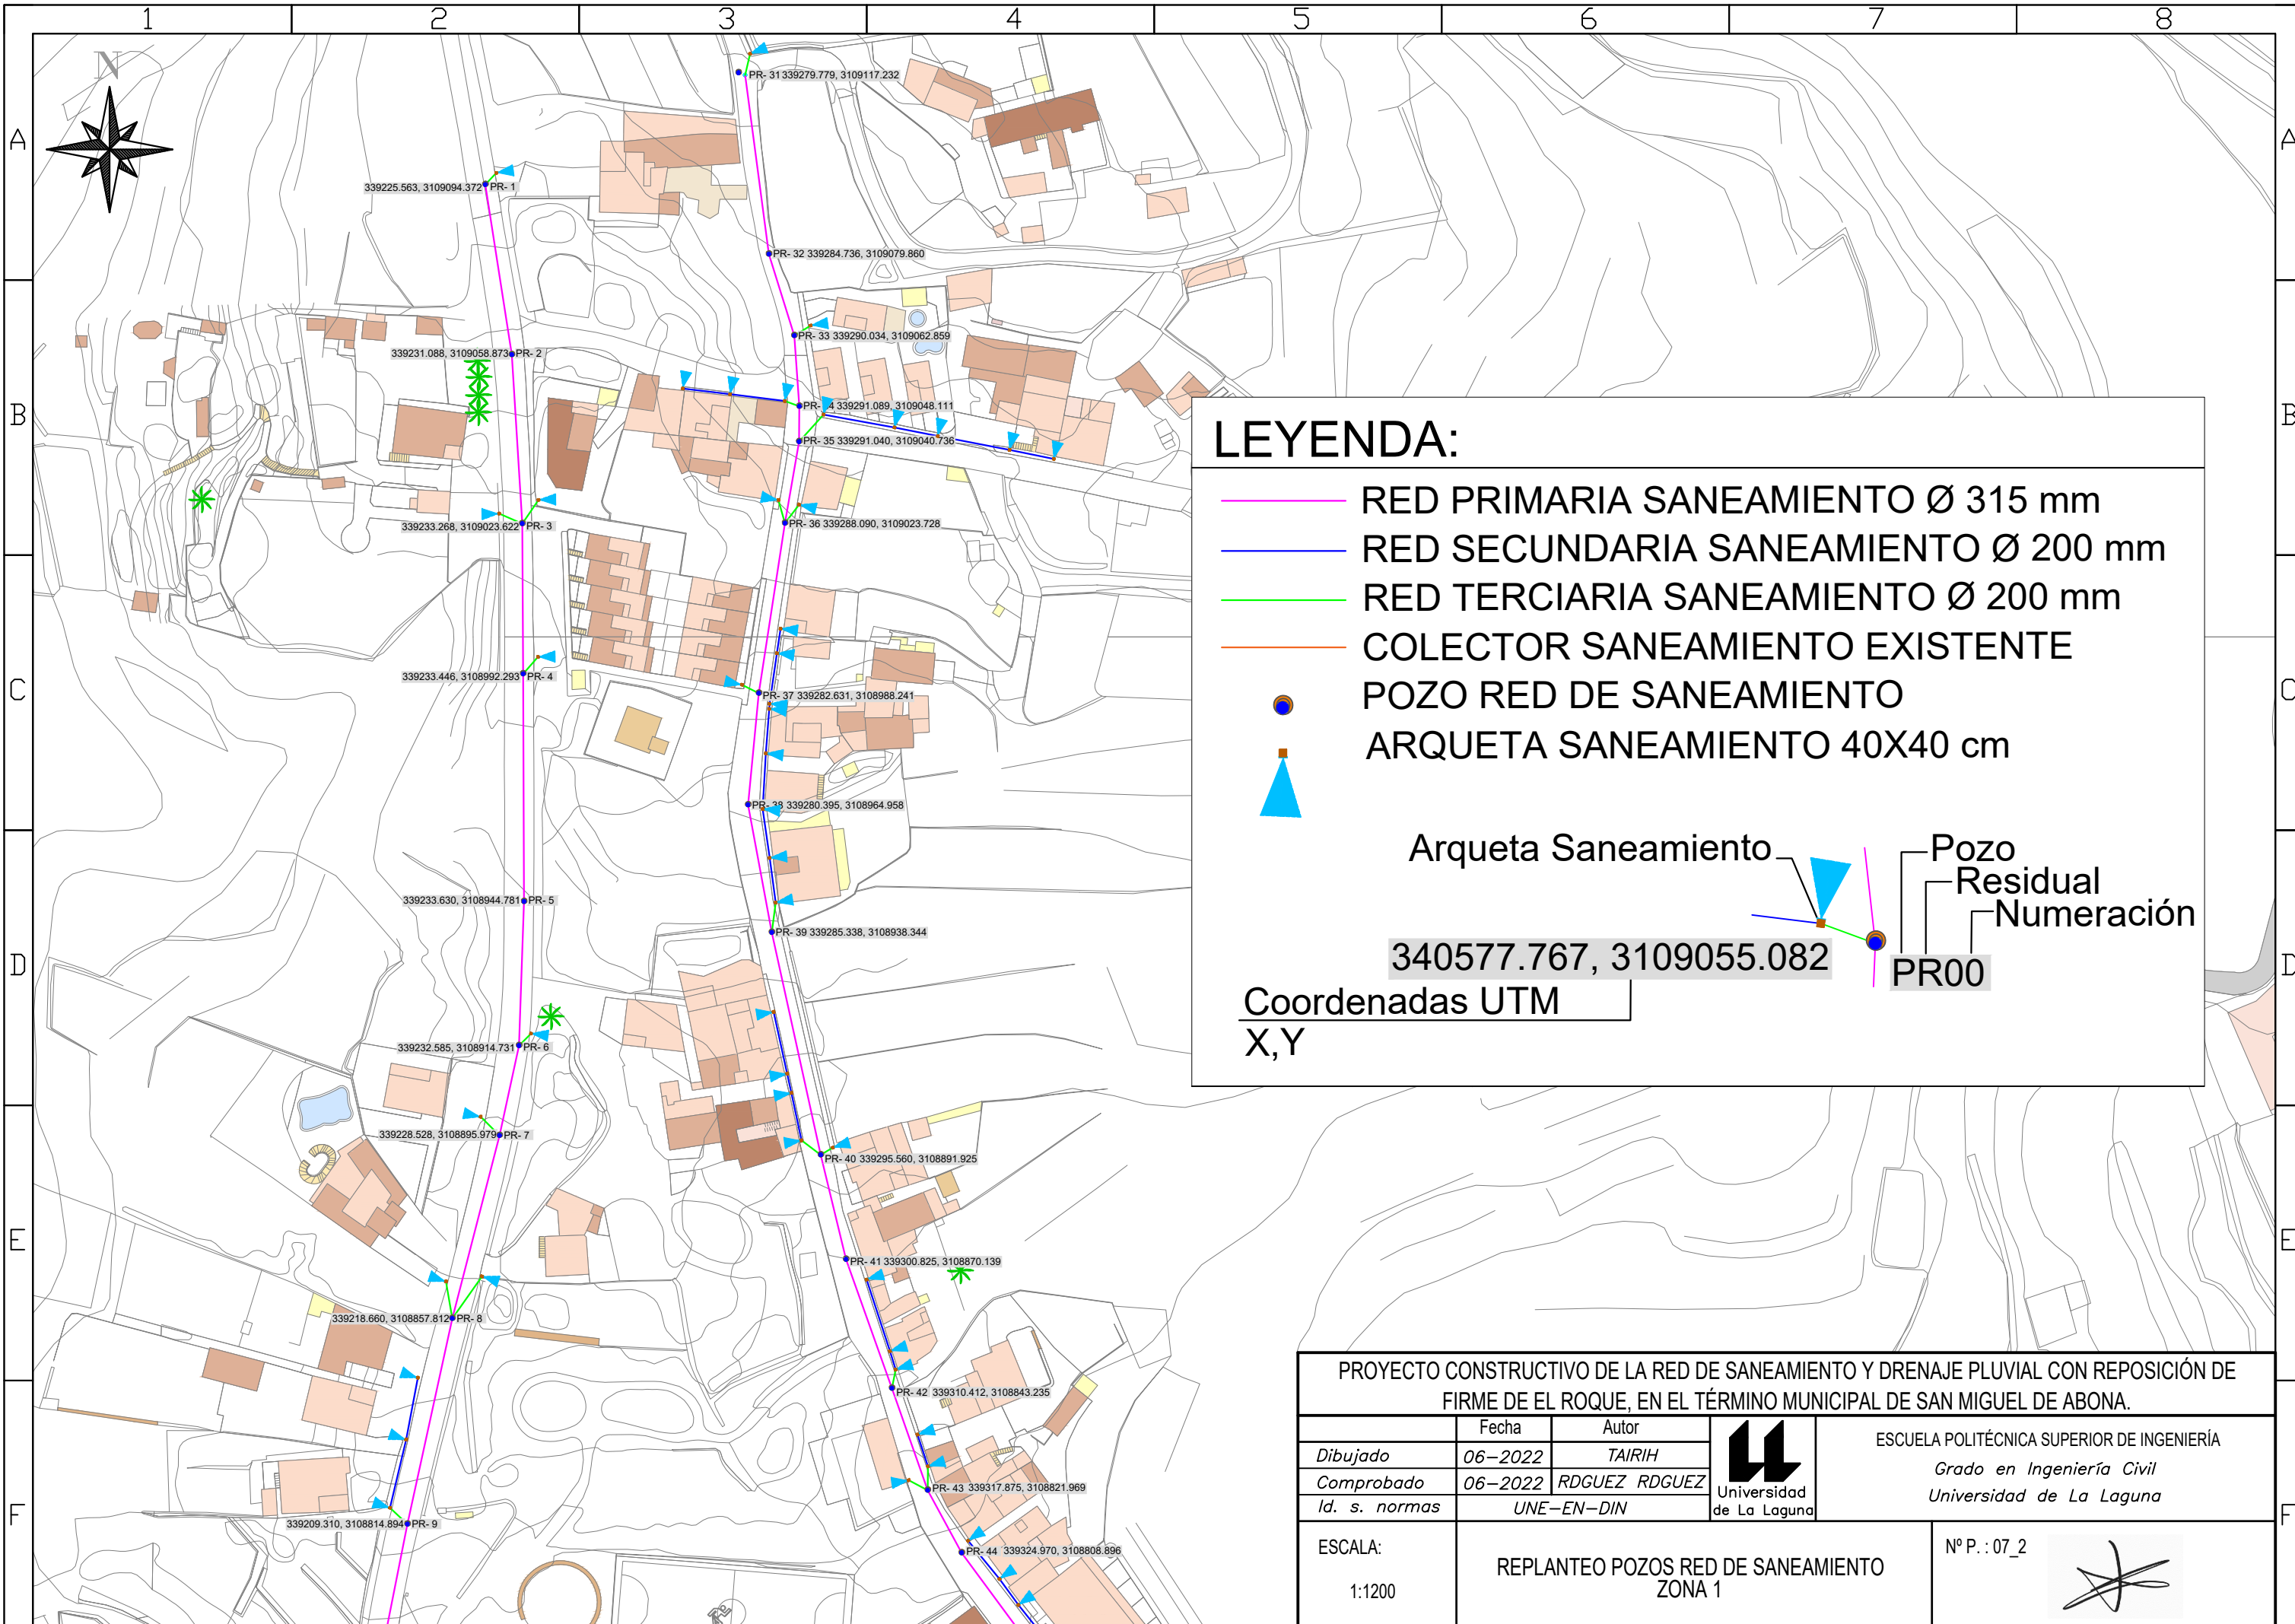 1 2 3 4 5 6 7 8
N
A A
B B
C C
D D
E E
F F
PR- 31 339279.779, 3109117.232
339225.563, 3109094.372 PR- 1
PR- 32 339284.736, 3109079.860
PR- 33 339290.034, 3109062.859
339231.088, 3109058.873 PR- 2
339291.089, 3109048.111
PR- 35 339291.040, 3109040.736
339233.268, 3109023.622 PR- 3
PR- 36 339288.090, 3109023.728
339233.446, 3108992.293 PR- 4
PR- 37 339282.631, 3108988.241
PR- 38 339280.395, 3108964.958
339233.630, 3108944.781 PR- 5
PR- 39 339285.338, 3108938.344
339232.585, 3108914.731 PR- 6
339228.528, 3108895.979 PR- 7
PR- 40 339295.560, 3108891.925
PR- 41 339300.825, 3108870.139
339218.660, 3108857.812 PR- 8
PR- 42 339310.412, 3108843.235
PR- 43 339317.875, 3108821.969
339209.310, 3108814.894 PR- 9
PR- 44 339324.970, 3108808.896
LEYENDA:
RED PRIMARIA SANEAMIENTO Ø 315 mm
RED SECUNDARIA SANEAMIENTO Ø 200 mm
RED TERCIARIA SANEAMIENTO Ø 200 mm
COLECTOR SANEAMIENTO EXISTENTE
POZO RED DE SANEAMIENTO
ARQUETA SANEAMIENTO 40X40 cm
Arqueta Saneamiento
Pozo
Residual
Numeración
340577.767, 3109055.082
PR00
Coordenadas UTM
X,Y
PROYECTO CONSTRUCTIVO DE LA RED DE SANEAMIENTO Y DRENAJE PLUVIAL CON REPOSICIÓN DE
FIRME DE EL ROQUE, EN EL TÉRMINO MUNICIPAL DE SAN MIGUEL DE ABONA.
Fecha Autor
Dibujado 06-2022 TAIRIH
Comprobado 06-2022 RDGUEZ RDGUEZ
Id. s. normas UNE-EN-DIN
Universidad
de La Laguna
ESCUELA POLITÉCNICA SUPERIOR DE INGENIERÍA
Grado en Ingeniería Civil
Universidad de La Laguna
ESCALA:
1:1200
REPLANTEO POZOS RED DE SANEAMIENTO
ZONA 1
Nº P. : 07_2